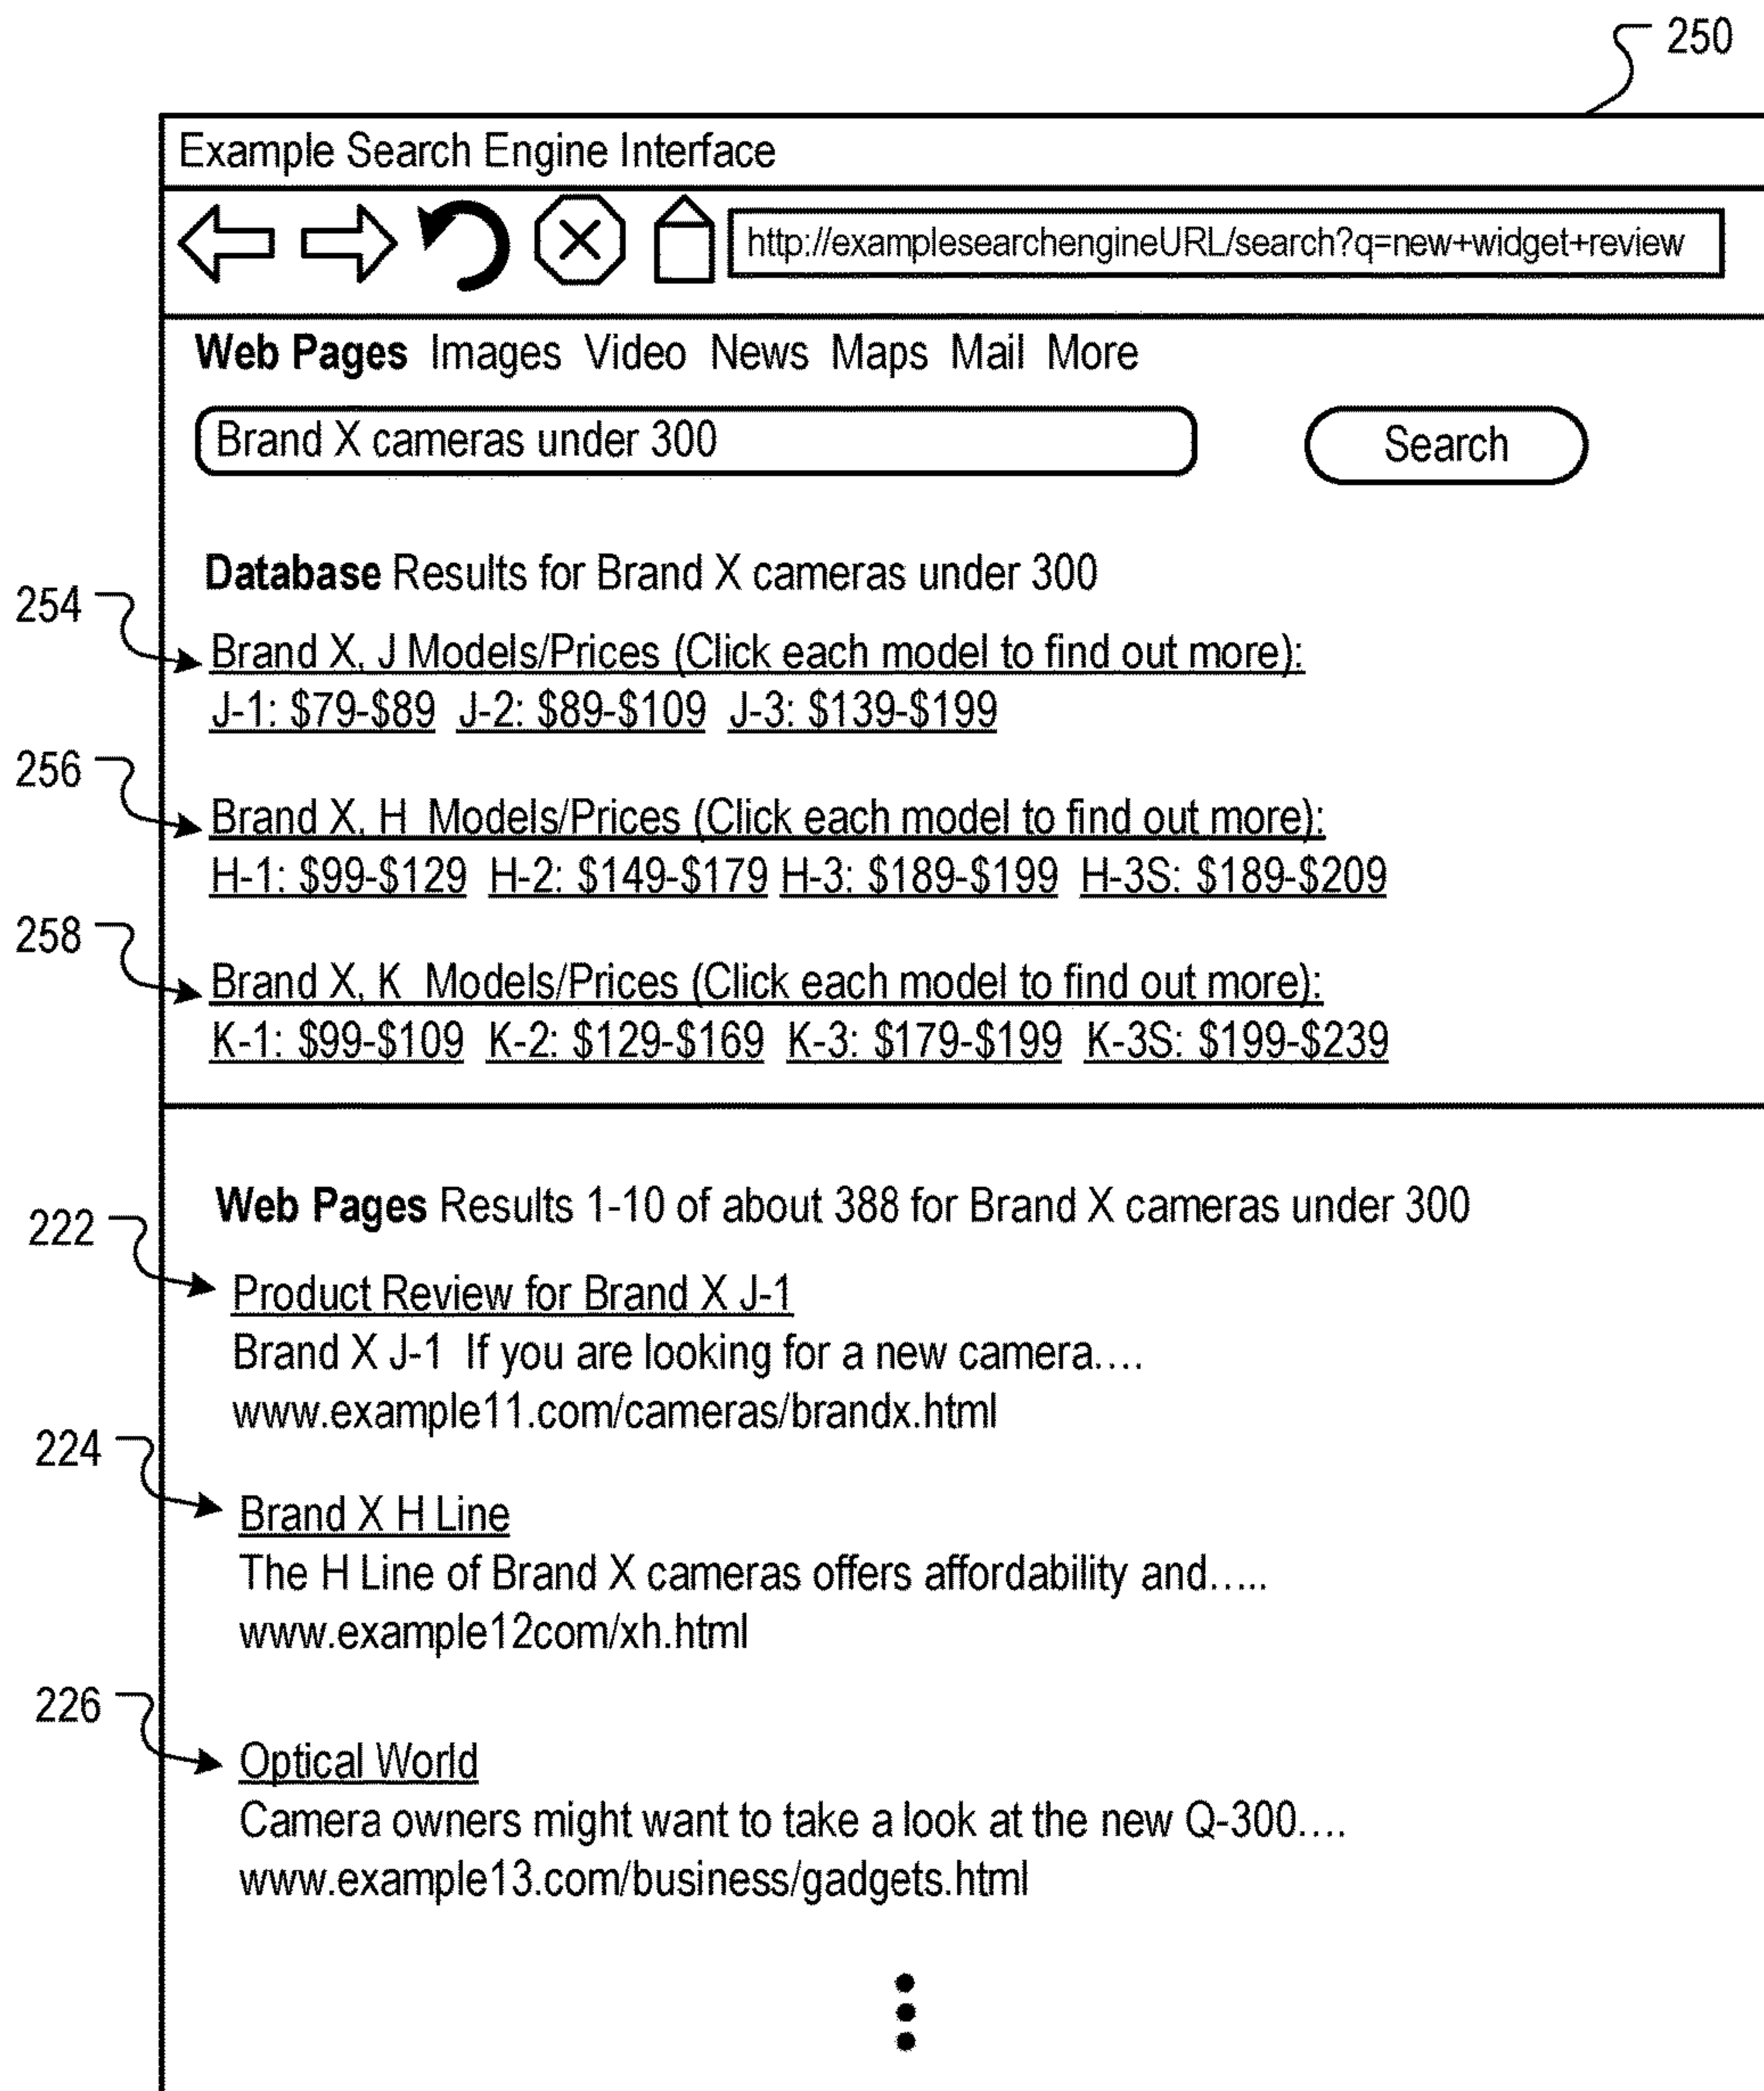 250
Example Search Engine Interface
http://examplesearchengineURL/search?q=new+widget+review
Web Pages Images Video News Maps Mail More
Brand X cameras under 300
Search
Database Results for Brand X cameras under 300
254
Brand X, J Models/Prices (Click each model to find out more):
J-1: $79-$89 J-2: $89-$109 J-3: $139-$199
256
Brand X, H Models/Prices (Click each model to find out more):
H-1: $99-$129 H-2: $149-$179 H-3: $189-$199 H-3S: $189-$209
258
Brand X, K Models/Prices (Click each model to find out more):
K-1: $99-$109 K-2: $129-$169 K-3: $179-$199 K-3S: $199-$239
Web Pages Results 1-10 of about 388 for Brand X cameras under 300
222
Product Review for Brand X J-1
Brand X J-1 If you are looking for a new camera....
www.example11.com/cameras/brandx.html
224
Brand X H Line
The H Line of Brand X cameras offers affordability and.....
www.example12com/xh.html
226
Optical World
Camera owners might want to take a look at the new Q-300....
www.example13.com/business/gadgets.html